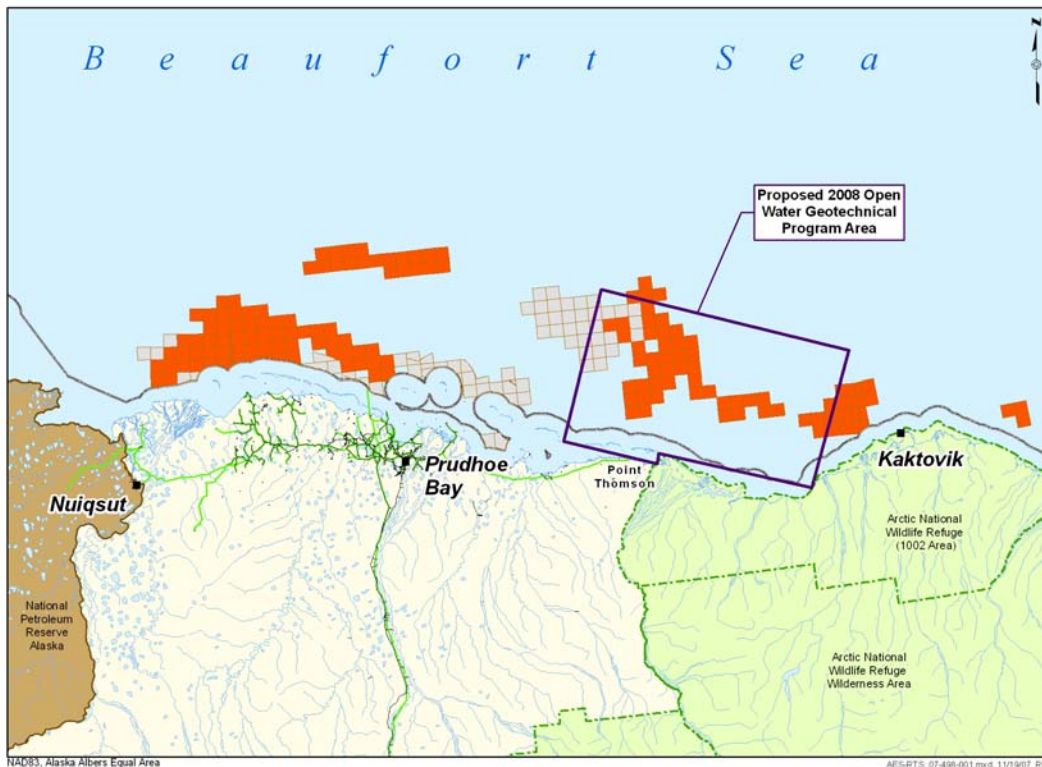 N
Beaufort Sea
Proposed 2008 Open
Water Geotechnical
Program Area
Prudhoe
Bay
Point
Thomson
Kaktovik
Nuiqsut
Arctic National
Wildlife Refuge
(1002 Area)
National
Petroleum
Reserve
Alaska
Arctic National
Wildlife Refuge
Wilderness Area
NAD83, Alaska Albers Equal Area